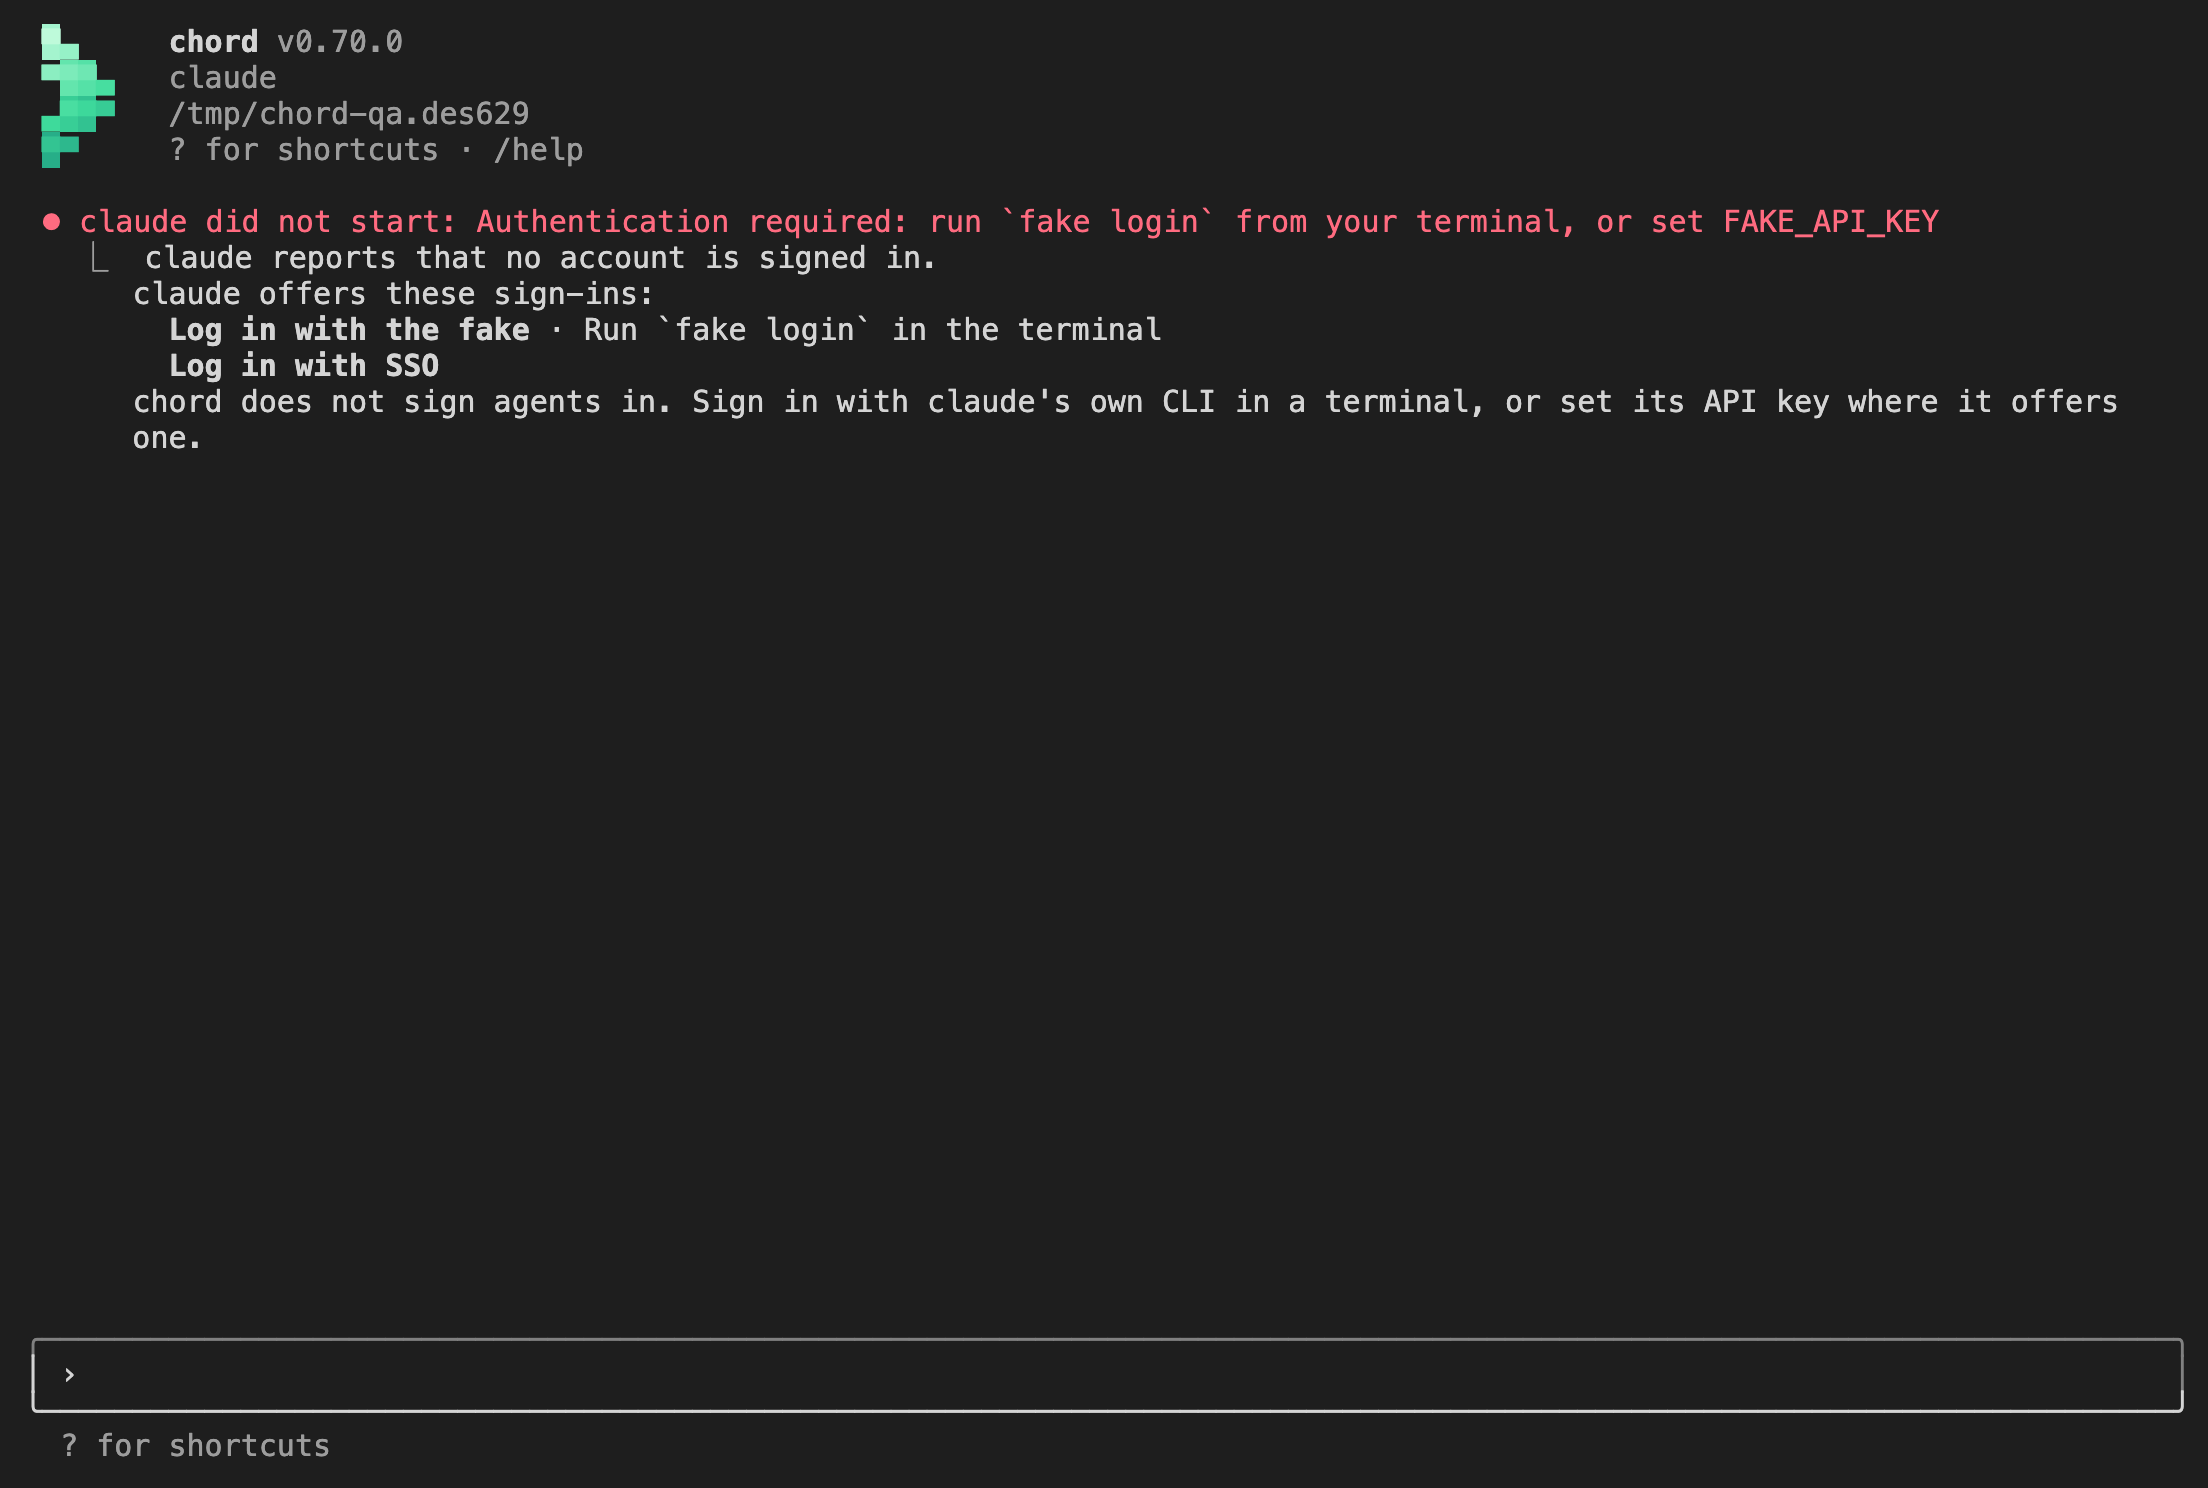 chord v0.70.0
claude
/tmp/chord-qa.des629
? for shortcuts · /help
● claude did not start: Authentication required: run `fake login` from your terminal, or set FAKE_API_KEY
⎿ claude reports that no account is signed in.
claude offers these sign-ins:
Log in with the fake · Run `fake login` in the terminal
Log in with SSO
chord does not sign agents in. Sign in with claude's own CLI in a terminal, or set its API key where it offers
one.
›
? for shortcuts